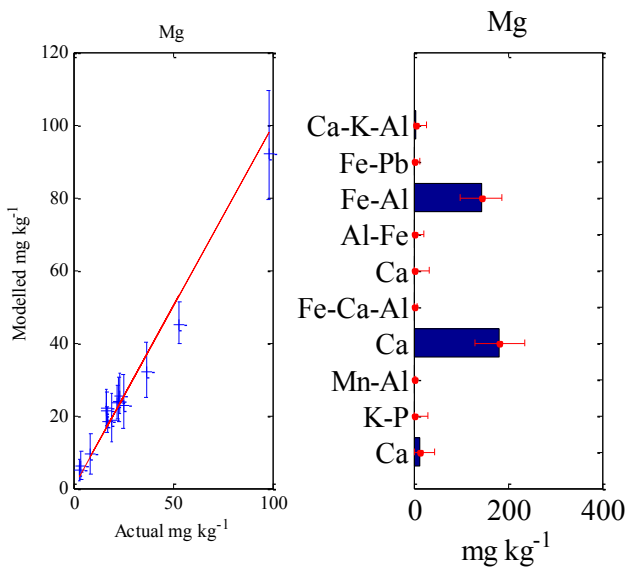 Mg
120
100
80
60
40
20
0
0
50
100
Modelled mg kg-1
Actual mg kg-1
Mg
Ca-K-Al
Fe-Pb
Fe-Al
Al-Fe
Ca
Fe-Ca-Al
Ca
Mn-Al
K-P
Ca
0
200
400
mg kg-1